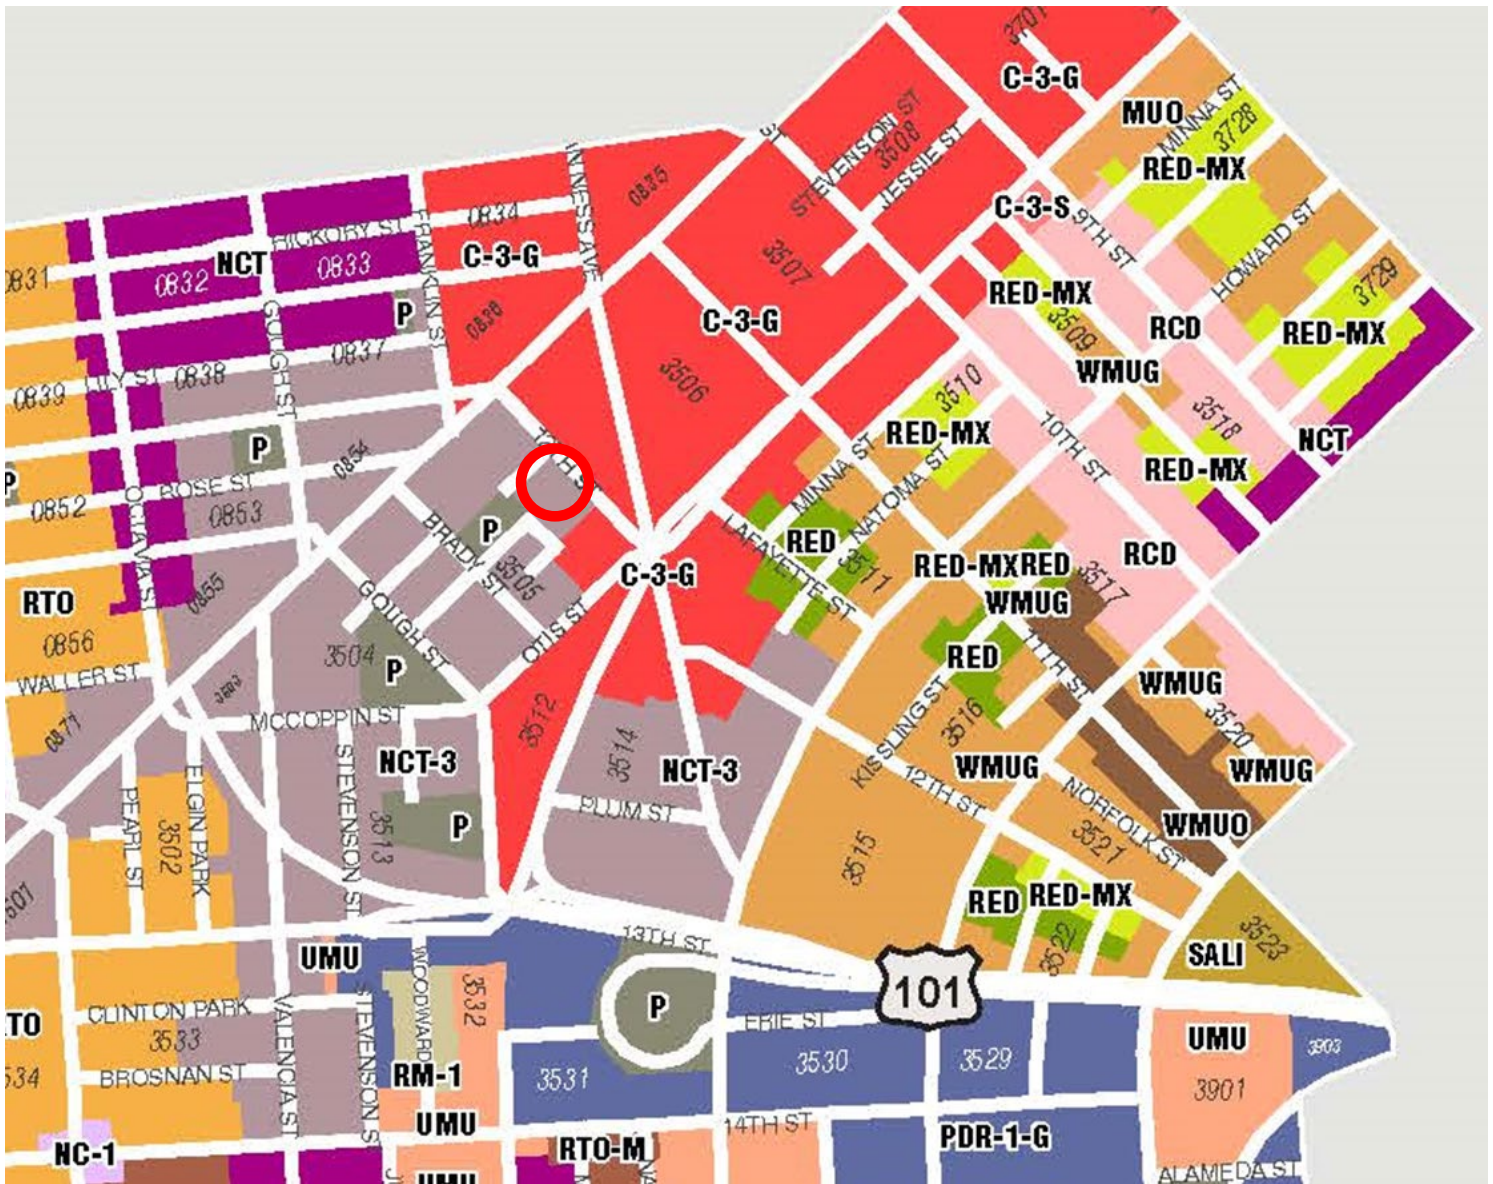 3701
C-3-G
MUO
MINNA ST
3728
RED-MX
STEVENSON ST
3508
JESSIE ST
ST
0835
0834
FRANKLIN S
C-3-G
HICKORY ST
NCT
0831
0832
0833
C-3-S
9TH ST
HOWARD ST
3729
3507
RED-MX
3509
RCD
RED-MX
GOUGH ST
P
0836
C-3-G
0837
WMUG
LILY ST
0838
0839
3506
3510
3518
RED-MX
10TH ST
NCT
12TH ST
P
0854
MINNA ST
NATOMA ST
RED-MX
P
ROSE ST
0852
0853
OCTAVIA ST
BRADY ST
P
3505
LAFAYETTE ST
RED
3511
RED-MX
RED
3517
RCD
C-3-G
0855
RTO
0856
GOUGH ST
OTIS ST
WMUG
11TH ST
3504
P
RED
WMUG
WALLER ST
MCCOPPIN ST
3512
KISSLING ST
3516
3520
0871
NCT-3
STEVENSON ST
3514
NCT-3
WMUG
WMUG
12TH ST
NORFOLK ST
PLUM ST
PEARL ST
3502
ELGIN PARK
3513
P
3515
3521
WMUO
RED
RED-MX
3522
3523
SALI
13TH ST
UMU
WOODWARD
3532
P
101
CLINTON PARK
ERIE ST
3533
VALENCIA ST
STEVENSON S
3530
3529
UMU
3903
BROSNAN ST
RM-1
3531
3901
UMU
14TH ST
PDR-1-G
NC-1
RTO-M
UMU
ALAMEDA ST